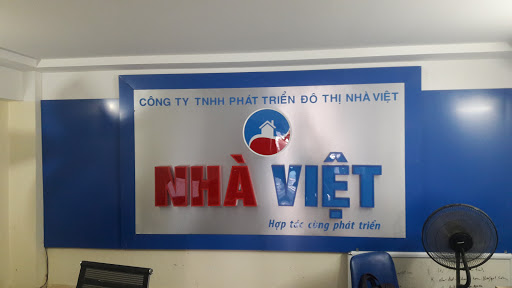 CÔNG TY TNHH PHÁT TRIỂN ĐÔ THỊ NHÀ VIỆT
NHÀ VIỆT
Hợp tác cùng phát triển